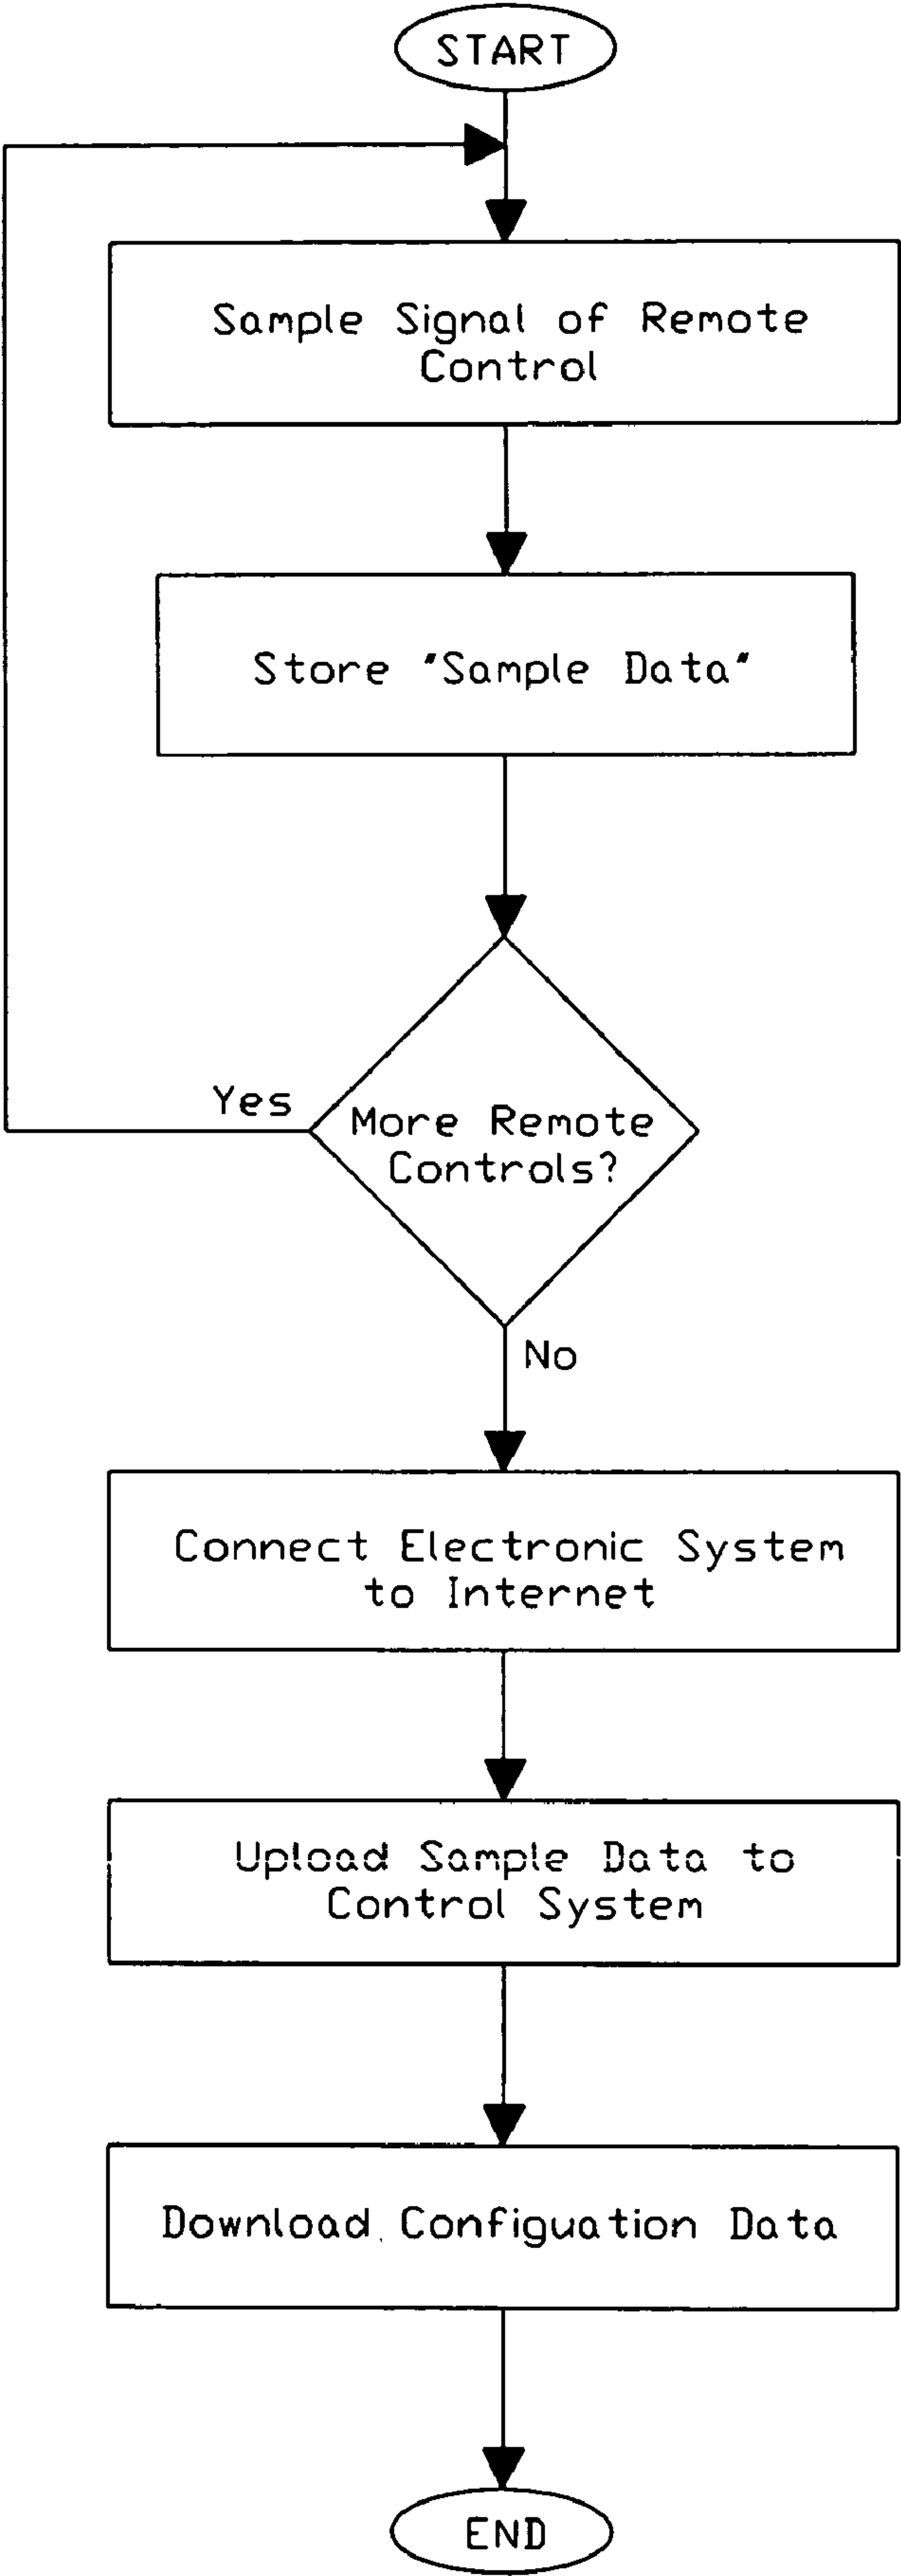 START
Sample Signal of Remote
Control
Store "Sample Data"
Yes
More Remote
Controls?
No
Connect Electronic System
to Internet
Upload Sample Data to
Control System
Download Configuation Data
END